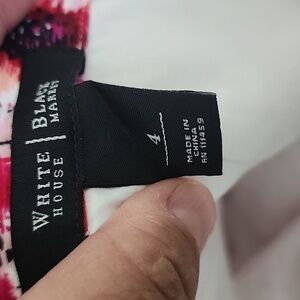 WHITE HOUSE
BLACK MARKET
4
MADE IN
CHINA
RN 111459